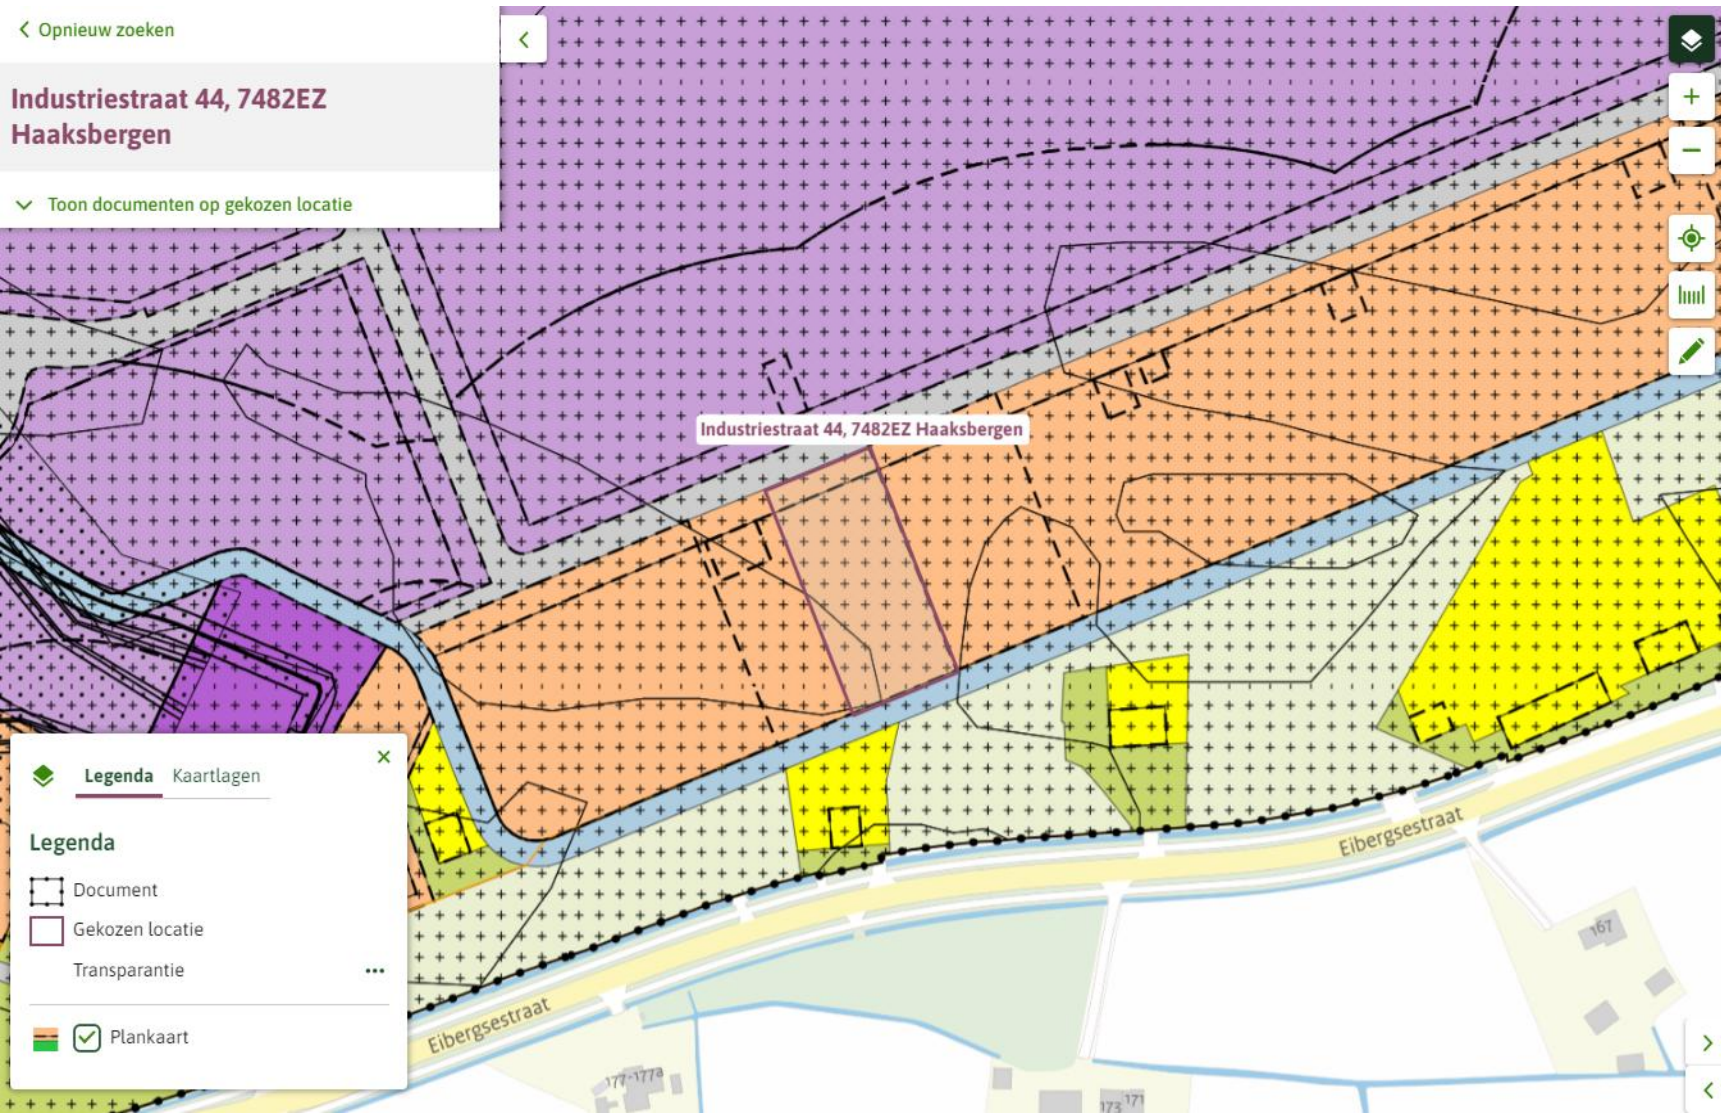 Opnieuw zoeken
Industriestraat 44, 7482EZ
Haaksbergen
Toon documenten op gekozen locatie
Industriestraat 44, 7482EZ Haaksbergen
Legenda Kaartlagen
Legenda
Document
Gekozen locatie
Transparantie
Plankaart
Eibergsestraat
Eibergsestraat
167
177-177a
173
171